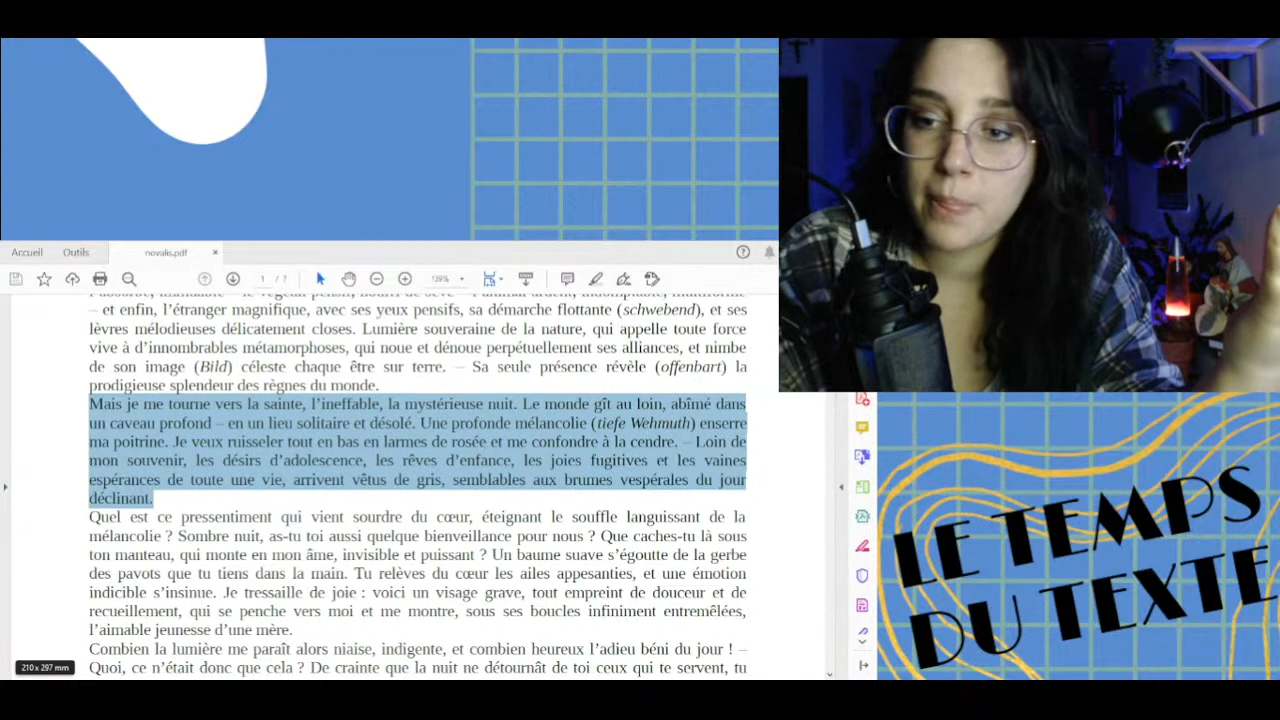 Accueil Outils novalis.pdf ×
1 / 7 129%
– et enfin, l’étranger magnifique, avec ses yeux pensifs, sa démarche flottante (schwebend), et ses
lèvres mélodieuses délicatement closes. Lumière souveraine de la nature, qui appelle toute force
vive à d’innombrables métamorphoses, qui noue et dénoue perpétuellement ses alliances, et nimbe
de son image (Bild) céleste chaque être sur terre. – Sa seule présence révèle (offenbart) la
prodigieuse splendeur des règnes du monde.
Mais je me tourne vers la sainte, l’ineffable, la mystérieuse nuit. Le monde gît au loin, abîmé dans
un caveau profond – en un lieu solitaire et désolé. Une profonde mélancolie (tiefe Wehmuth) enserre
ma poitrine. Je veux ruisseler tout en bas en larmes de rosée et me confondre à la cendre. – Loin de
mon souvenir, les désirs d’adolescence, les rêves d’enfance, les joies fugitives et les vaines
espérances de toute une vie, arrivent vêtus de gris, semblables aux brumes vespérales du jour
déclinant.
Quel est ce pressentiment qui vient sourdre du cœur, éteignant le souffle languissant de la
mélancolie ? Sombre nuit, as-tu toi aussi quelque bienveillance pour nous ? Que caches-tu là sous
ton manteau, qui monte en mon âme, invisible et puissant ? Un baume suave s’égoutte de la gerbe
des pavots que tu tiens dans la main. Tu relèves du cœur les ailes appesanties, et une émotion
indicible s’insinue. Je tressaille de joie : voici un visage grave, tout empreint de douceur et de
recueillement, qui se penche vers moi et me montre, sous ses boucles infiniment entremêlées,
l’aimable jeunesse d’une mère.
Combien la lumière me paraît alors niaise, indigente, et combien heureux l’adieu béni du jour ! –
Quoi, ce n’était donc que cela ? De crainte que la nuit ne détournât de toi ceux qui te servent, tu
210 x 297 mm
LE TEMPS
DU TEXTE